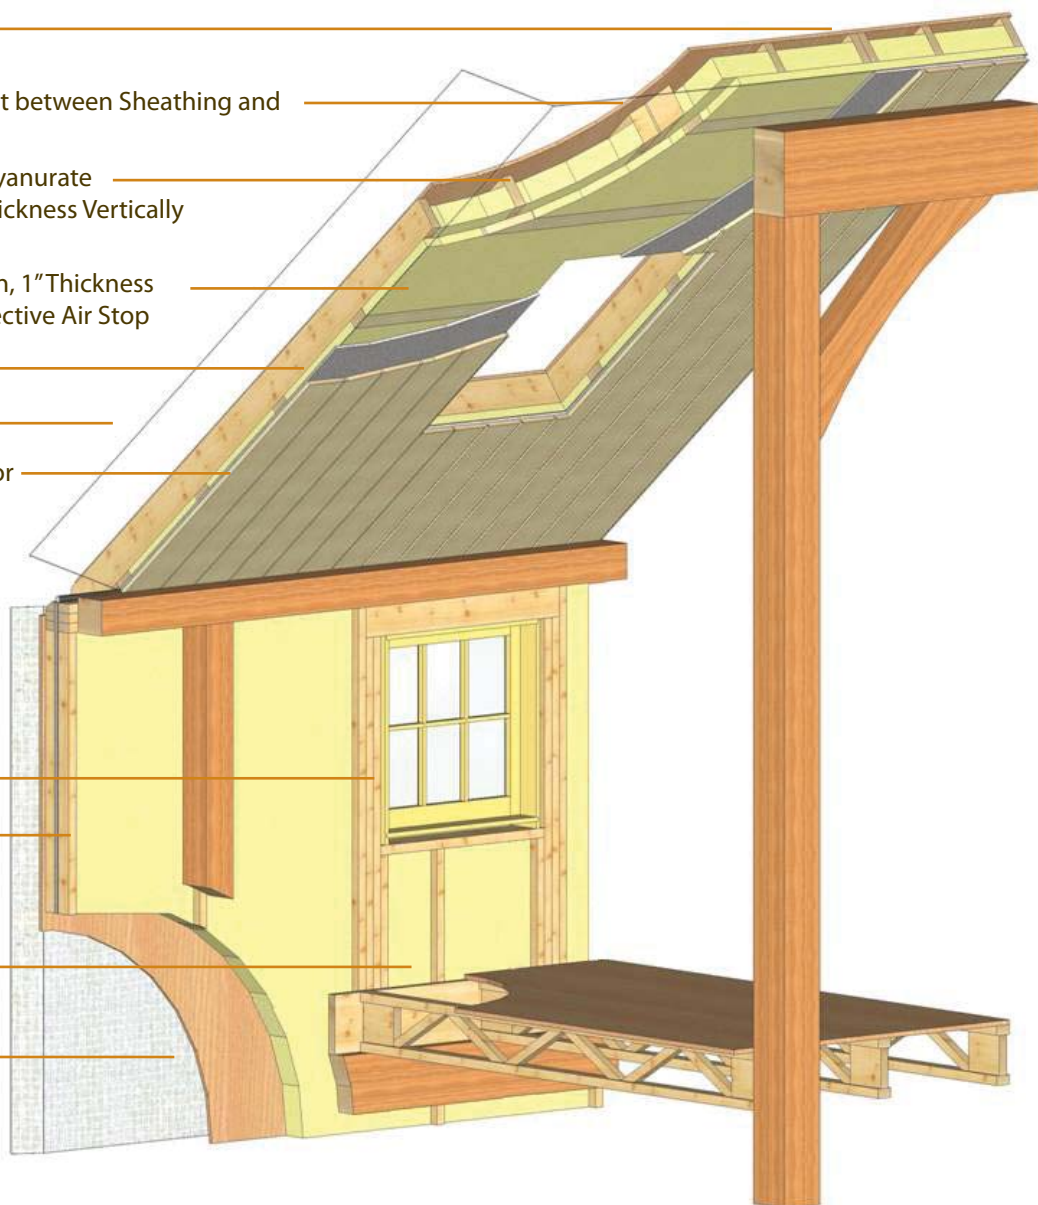 t between Sheathing and
yanurate
ickness Vertically
n, 1” Thickness
ective Air Stop
or